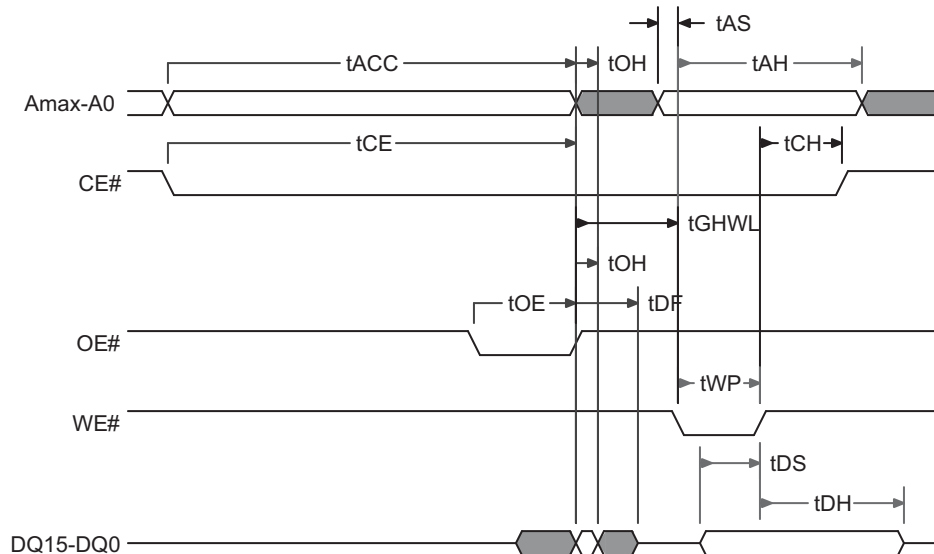 tAS
tACC tOH tAH
Amax-A0
tCE tCH
CE#
tGHWL
tOH
tOE tDF
OE#
tWP
WE#
tDS
tDH
DQ15-DQ0